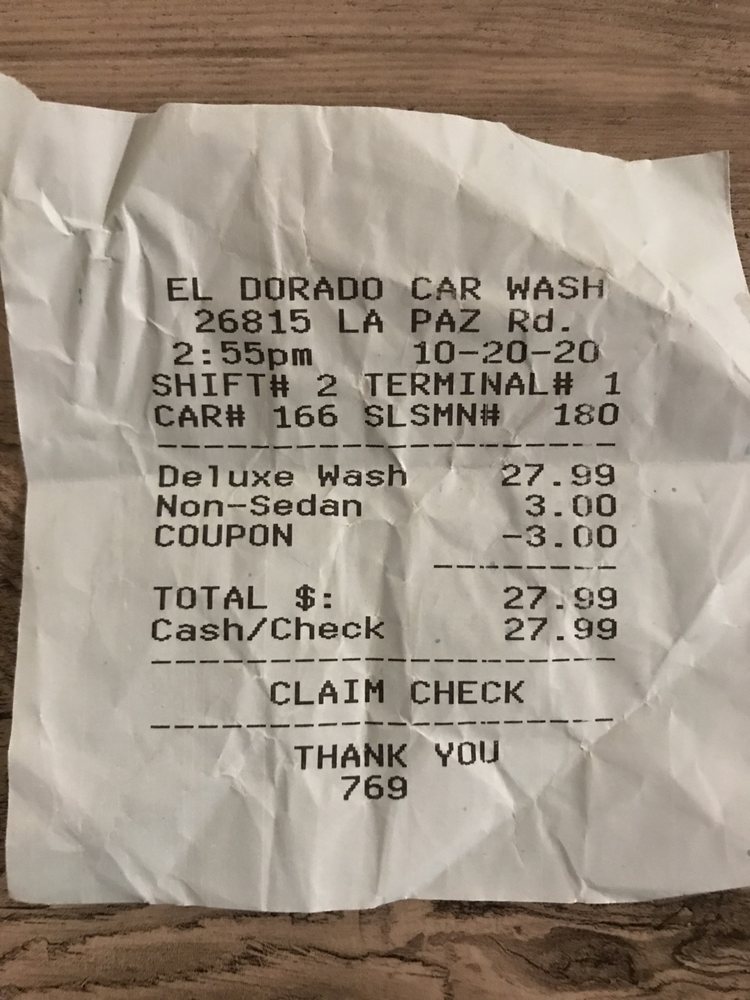 EL DORADO CAR WASH
26815 LA PAZ Rd.
2:55pm 10-20-20
SHIFT# 2 TERMINAL# 1
CAR# 166 SLSMN# 180
--------------------
Deluxe Wash 27.99
Non-Sedan 3.00
COUPON -3.00
--------
TOTAL $: 27.99
Cash/Check 27.99
--------------------
CLAIM CHECK
--------------------
THANK YOU
769